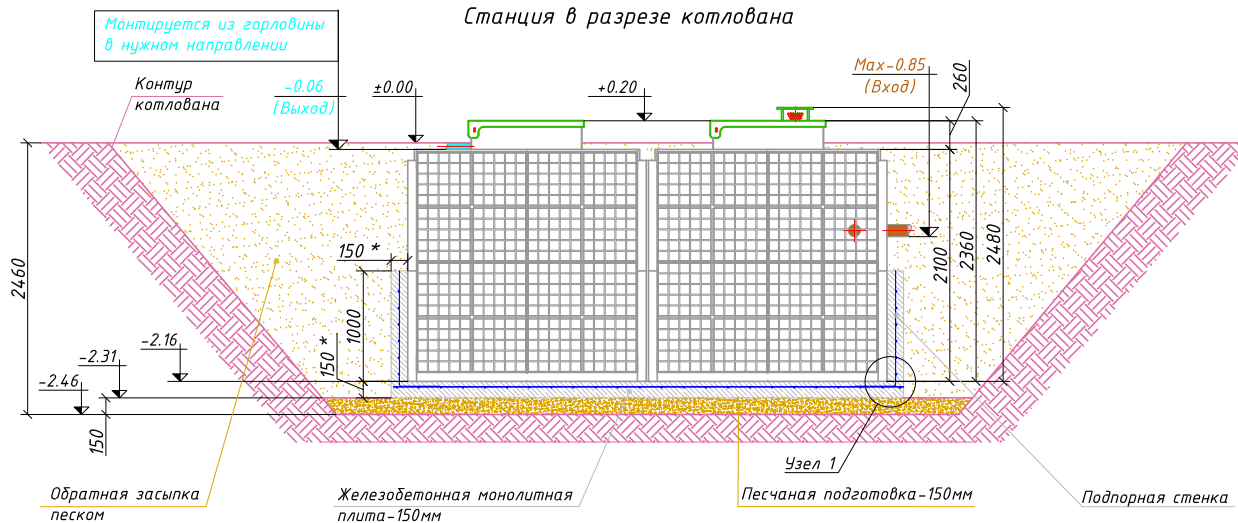 Станция в разрезе котлована
Монтируется из горловины
в нужном направлении
Контур
котлована
-0.06
(Выход)
±0.00
+0.20
Max-0.85
(Вход)
260
2460
150 *
1000
150 *
2100
2360
2480
-2.16
-2.31
-2.46
150
Узел 1
Обратная засыпка
песком
Железобетонная монолитная
плита-150мм
Песчаная подготовка-150мм
Подпорная стенка